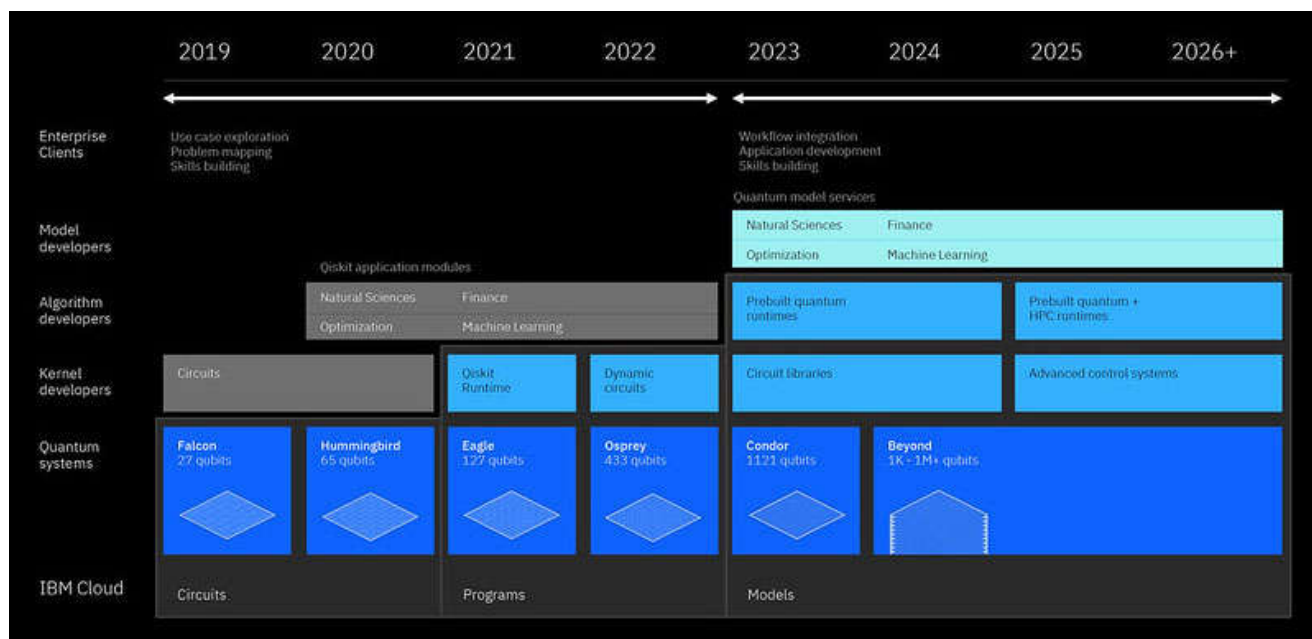 2019 2020 2021 2022 2023 2024 2025 2026+
Enterprise
Clients
Use case exploration
Problem mapping
Skills building
Workflow integration
Application development
Skills building
Model
developers
Quantum model services
Natural Sciences Finance
Optimization Machine Learning
Algorithm
developers
Qiskit application modules
Natural Sciences Finance
Optimization Machine Learning
Prebuilt quantum
runtimes
Prebuilt quantum +
HPC runtimes
Kernel
developers
Circuits
Qiskit
Runtime
Dynamic
circuits
Circuit libraries
Advanced control systems
Quantum
systems
Falcon
27 qubits
Hummingbird
65 qubits
Eagle
127 qubits
Osprey
433 qubits
Condor
1121 qubits
Beyond
1K - 1M+ qubits
IBM Cloud
Circuits
Programs
Models